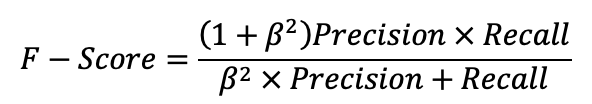 F − Score = (1 + β²)Precision × Recall
β² × Precision + Recall